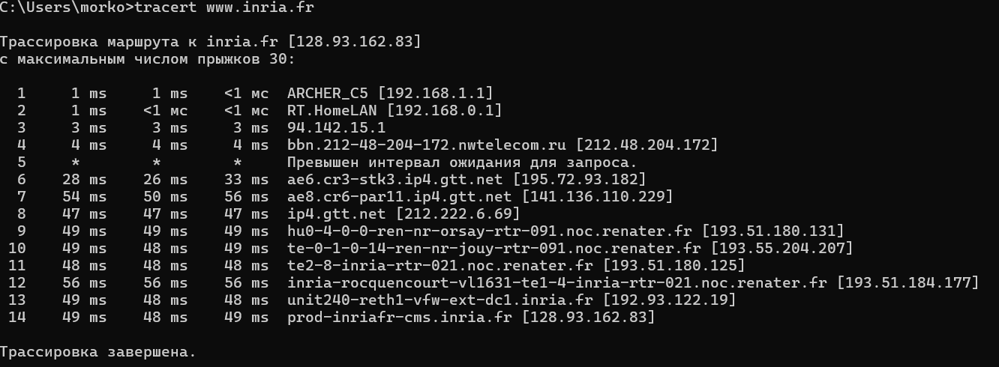 C:\Users\morko>tracert www.inria.fr
Трассировка маршрута к inria.fr [128.93.162.83]
с максимальным числом прыжков 30:
1 1 ms 1 ms <1 мс ARCHER_C5 [192.168.1.1]
2 1 ms <1 мс <1 мс RT.HomeLAN [192.168.0.1]
3 3 ms 3 ms 3 ms 94.142.15.1
4 4 ms 4 ms 4 ms bbn.212-48-204-172.nwtelecom.ru [212.48.204.172]
5 * * * Превышен интервал ожидания для запроса.
6 28 ms 26 ms 33 ms ae6.cr3-stk3.ip4.gtt.net [195.72.93.182]
7 54 ms 50 ms 56 ms ae8.cr6-par11.ip4.gtt.net [141.136.110.229]
8 47 ms 47 ms 47 ms ip4.gtt.net [212.222.6.69]
9 49 ms 49 ms 49 ms hu0-4-0-0-ren-nr-orsay-rtr-091.noc.renater.fr [193.51.180.131]
10 49 ms 48 ms 49 ms te-0-1-0-14-ren-nr-jouy-rtr-091.noc.renater.fr [193.55.204.207]
11 48 ms 48 ms 48 ms te2-8-inria-rtr-021.noc.renater.fr [193.51.180.125]
12 56 ms 56 ms 56 ms inria-rocquencourt-vl1631-te1-4-inria-rtr-021.noc.renater.fr [193.51.184.177]
13 49 ms 48 ms 48 ms unit240-reth1-vfw-ext-dc1.inria.fr [192.93.122.19]
14 49 ms 48 ms 49 ms prod-inriafr-cms.inria.fr [128.93.162.83]
Трассировка завершена.